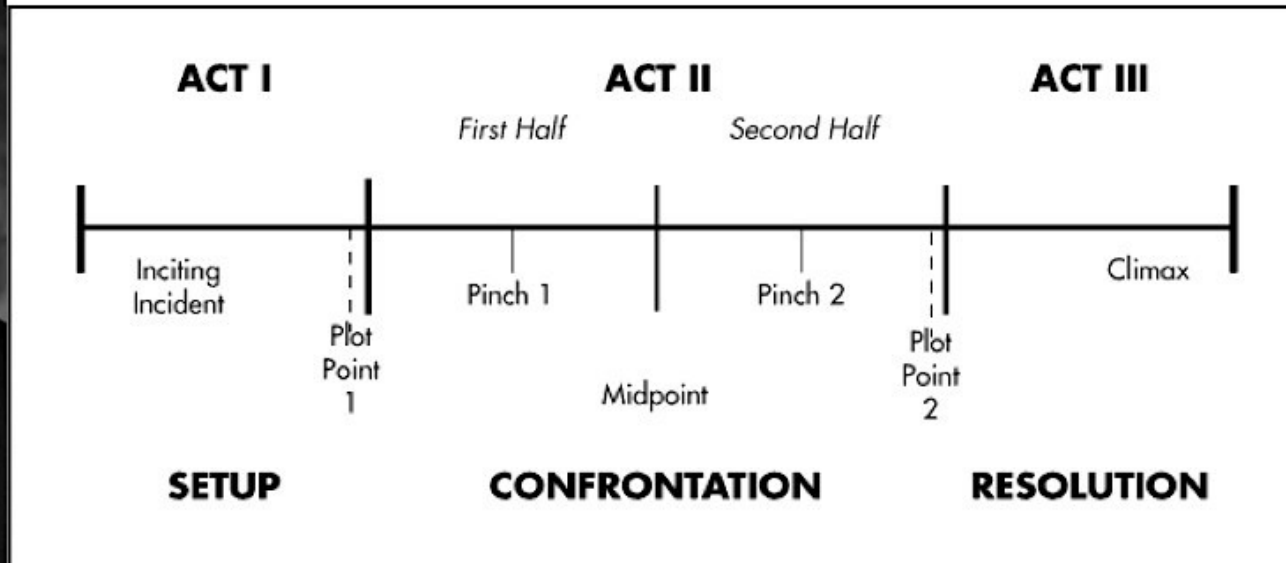 ACT I
ACT II
ACT III
First Half
Second Half
Inciting
Incident
Plot
Point
1
Pinch 1
Midpoint
Pinch 2
Plot
Point
2
Climax
SETUP
CONFRONTATION
RESOLUTION